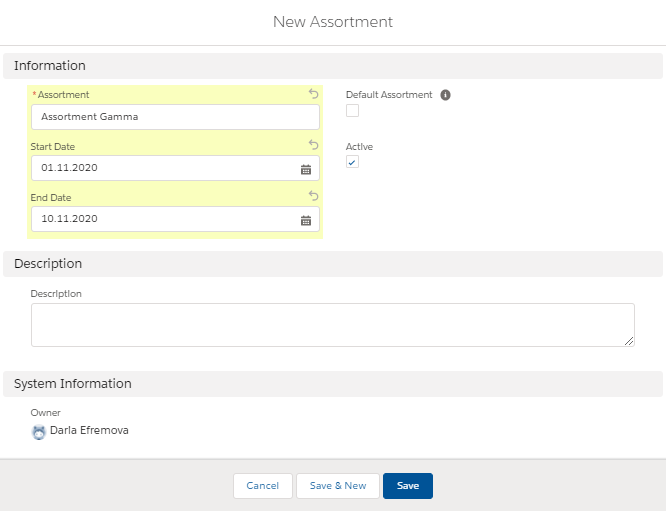 New Assortment
Information
* Assortment
Assortment Gamma
Default Assortment
Start Date
01.11.2020
Active
End Date
10.11.2020
Description
Description
System Information
Owner
Daria Efremova
Cancel
Save & New
Save